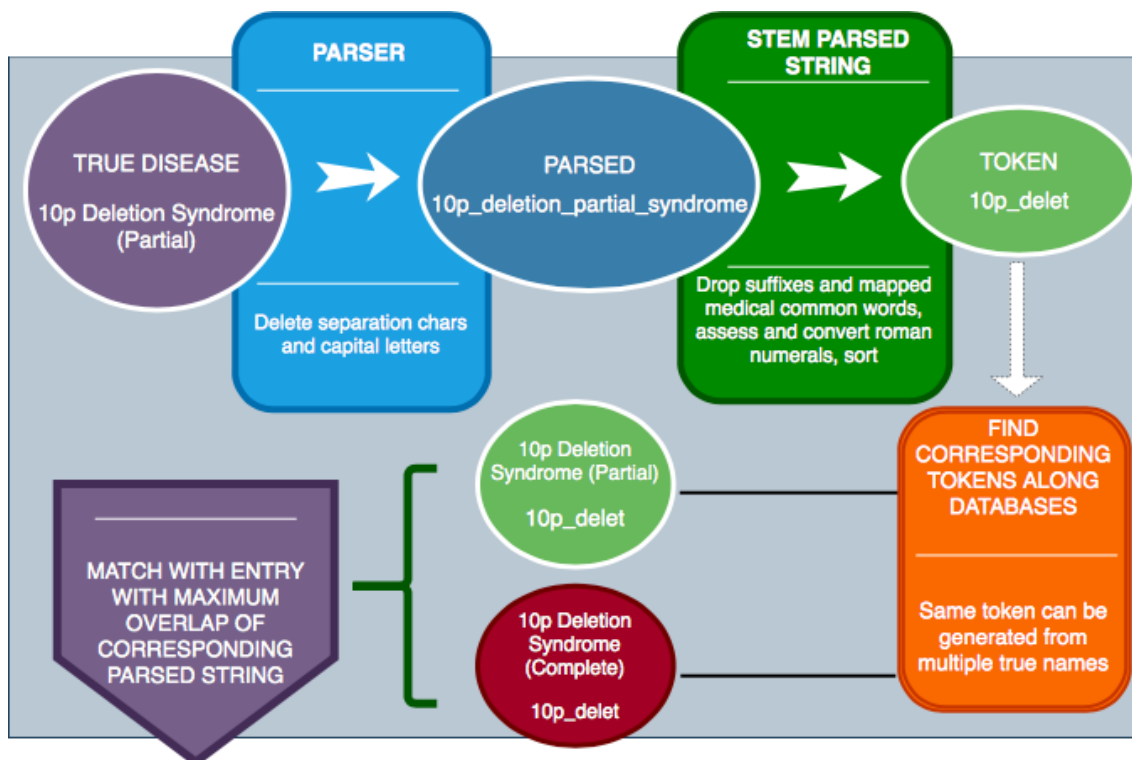 PARSER
STEM PARSED
STRING
TRUE DISEASE
10p Deletion Syndrome
(Partial)
PARSED
10p_deletion_partial_syndrome
TOKEN
10p_delet
Delete separation chars
and capital letters
Drop suffixes and mapped
medical common words,
assess and convert roman
numerals, sort
FIND
CORRESPONDING
TOKENS ALONG
DATABASES
Same token can be
generated from
multiple true names
10p Deletion
Syndrome (Partial)
10p_delet
10p Deletion
Syndrome
(Complete)
10p_delet
MATCH WITH ENTRY
WITH MAXIMUM
OVERLAP OF
CORRESPONDING
PARSED STRING